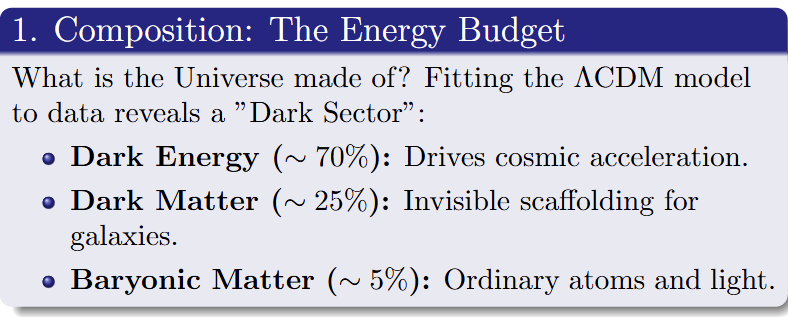 1. Composition: The Energy Budget
What is the Universe made of? Fitting the ΛCDM model
to data reveals a ”Dark Sector”:
Dark Energy (∼ 70%): Drives cosmic acceleration.
Dark Matter (∼ 25%): Invisible scaffolding for
galaxies.
Baryonic Matter (∼ 5%): Ordinary atoms and light.